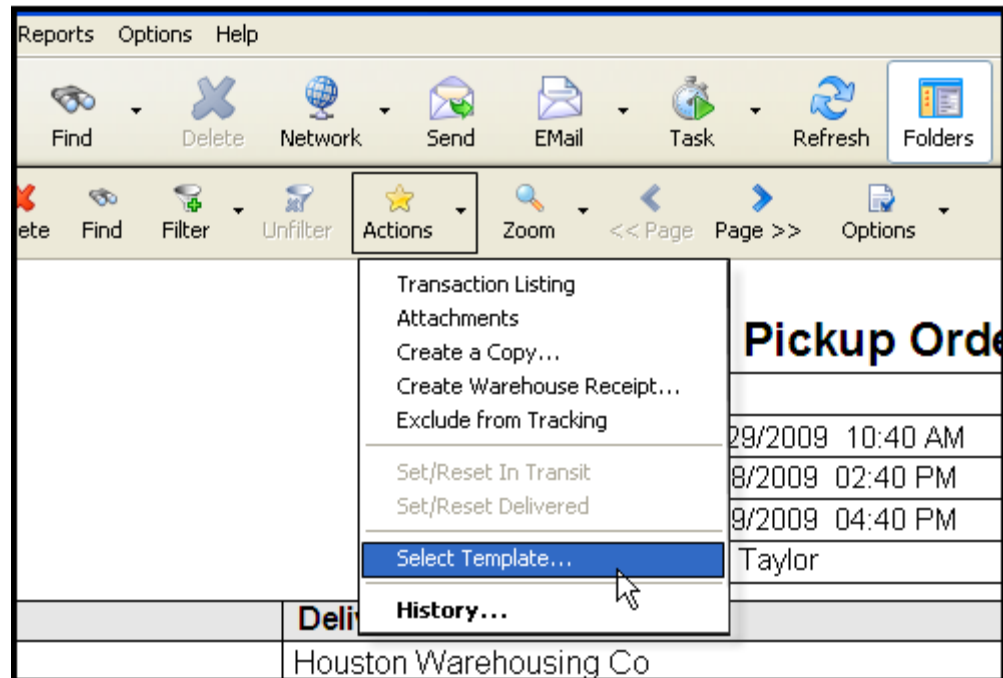 Reports Options Help
Find Delete Network Send EMail Task Refresh Folders
ete Find Filter Unfilter Actions Zoom << Page Page >> Options
Transaction Listing
Attachments
Create a Copy...
Create Warehouse Receipt...
Exclude from Tracking
Set/Reset In Transit
Set/Reset Delivered
Select Template...
History...
Pickup Orde
29/2009 10:40 AM
8/2009 02:40 PM
9/2009 04:40 PM
Taylor
Deli
Houston Warehousing Co